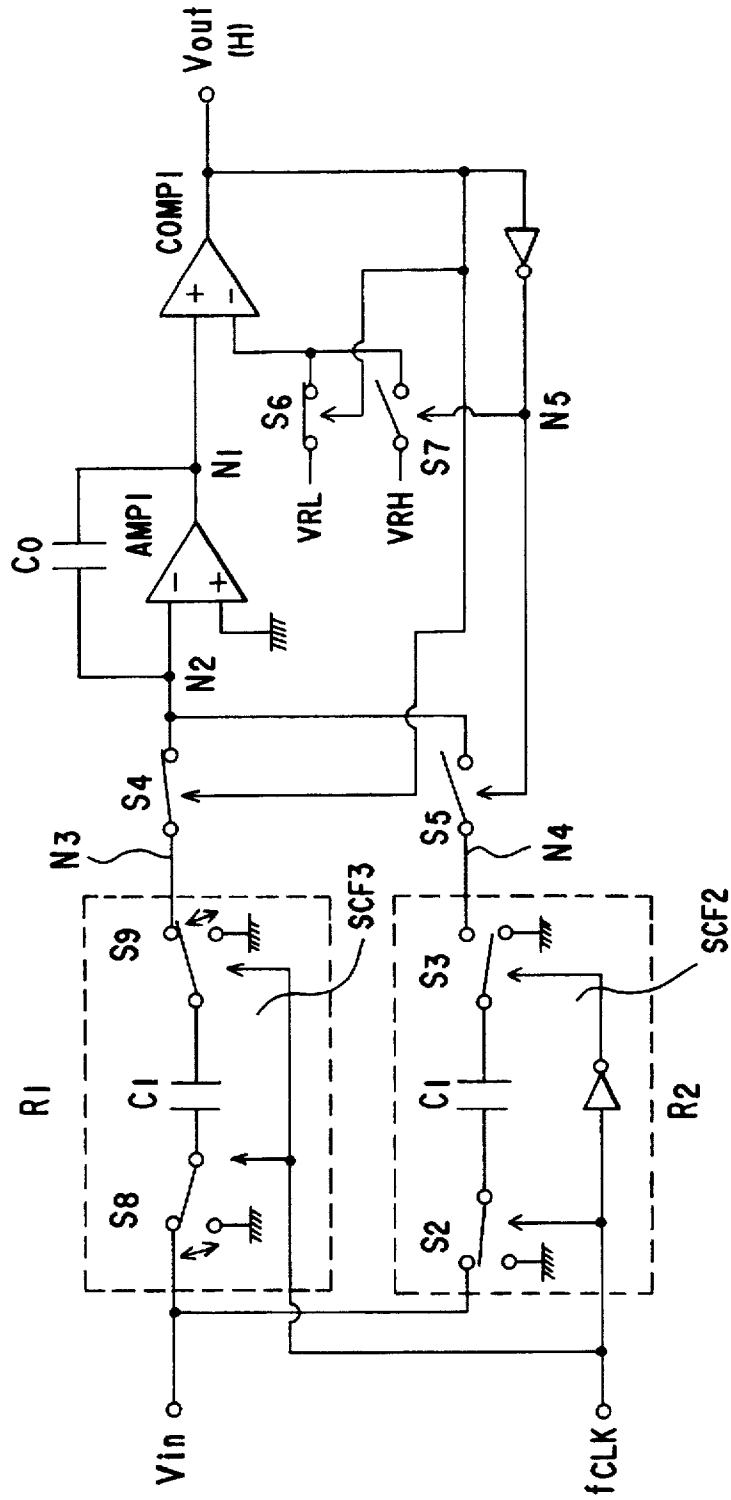 Vin
fCLK
R1
S8
C1
S9
SCF3
N3
S4
S2
C1
S3
SCF2
R2
N4
S5
N2
C0
AMP1
-
+
N1
VRL
S6
VRH
S7
N5
COMP1
+
-
Vout
(H)